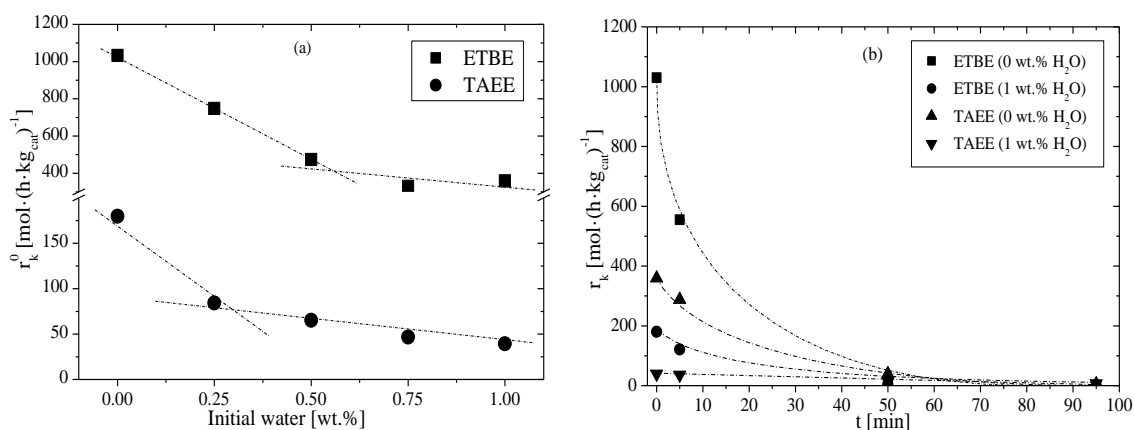 (a)
ETBE
TAEE
1200
1000
800
600
400
150
100
50
0
r_k^0 [mol·(h·kg_cat)^-1]
0.00 0.25 0.50 0.75 1.00
Initial water [wt.%]
(b)
ETBE (0 wt.% H₂O)
ETBE (1 wt.% H₂O)
TAEE (0 wt.% H₂O)
TAEE (1 wt.% H₂O)
1200
1000
800
600
400
200
0
r_k [mol·(h·kg_cat)^-1]
0 10 20 30 40 50 60 70 80 90 100
t [min]